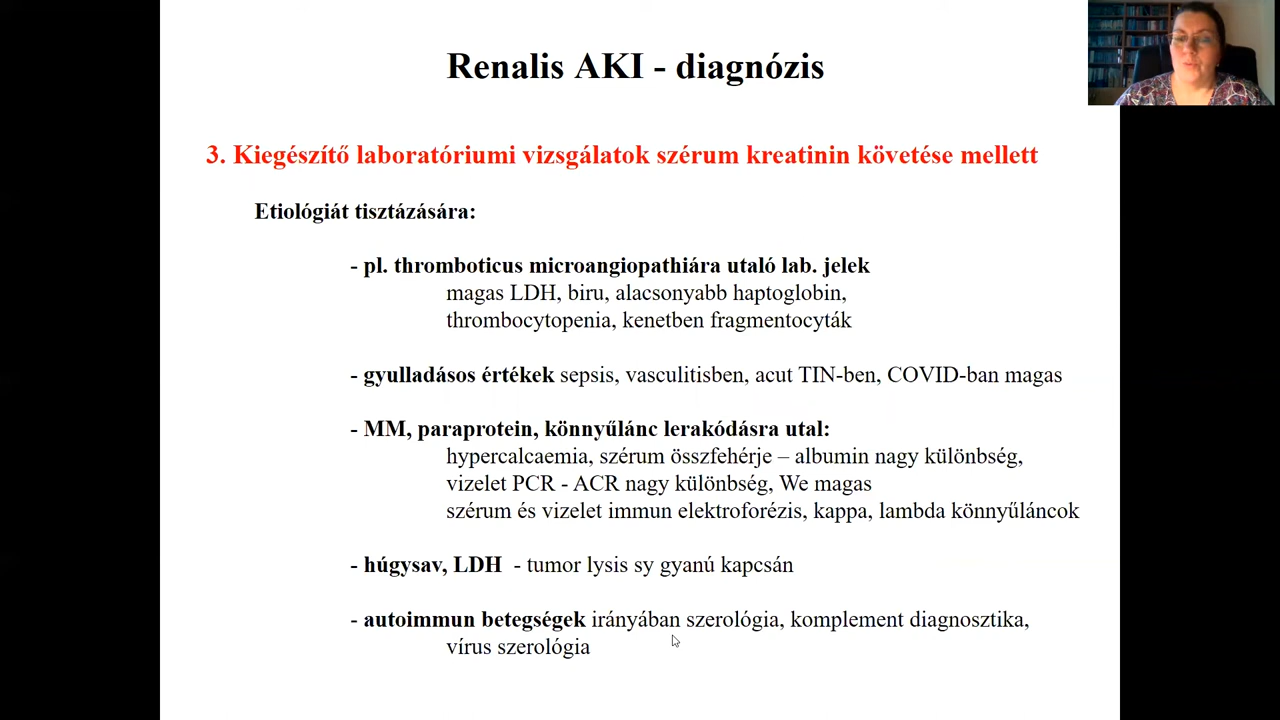 Renalis AKI - diagnózis
3. Kiegészítő laboratóriumi vizsgálatok szérum kreatinin követése mellett
Etiológiát tisztázására:
- pl. thromboticus microangiopathiára utaló lab. jelek
magas LDH, biru, alacsonyabb haptoglobin,
thrombocytopenia, kenetben fragmentocyták
- gyulladásos értékek sepsis, vasculitisben, acut TIN-ben, COVID-ban magas
- MM, paraprotein, könnyűlánc lerakódásra utal:
hypercalcaemia, szérum összfehérje – albumin nagy különbség,
vizelet PCR - ACR nagy különbség, We magas
szérum és vizelet immun elektroforézis, kappa, lambda könnyűláncok
- húgysav, LDH - tumor lysis sy gyanú kapcsán
- autoimmun betegségek irányában szerológia, komplement diagnosztika,
vírus szerológia